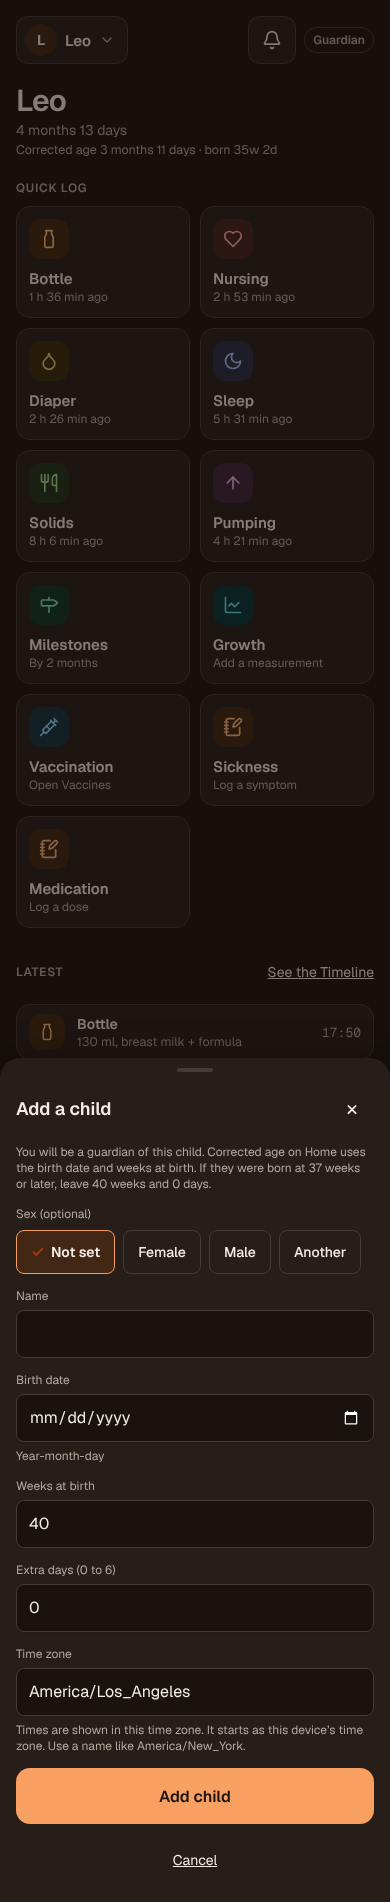 L Leo
Guardian
Leo
4 months 13 days
Corrected age 3 months 11 days · born 35w 2d
QUICK LOG
Bottle
1 h 36 min ago
Nursing
2 h 53 min ago
Diaper
2 h 26 min ago
Sleep
5 h 31 min ago
Solids
8 h 6 min ago
Pumping
4 h 21 min ago
Milestones
By 2 months
Growth
Add a measurement
Vaccination
Open Vaccines
Sickness
Log a symptom
Medication
Log a dose
LATEST
See the Timeline
Bottle
130 ml, breast milk + formula
17:50
Add a child
You will be a guardian of this child. Corrected age on Home uses
the birth date and weeks at birth. If they were born at 37 weeks
or later, leave 40 weeks and 0 days.
Sex (optional)
Not set Female Male Another
Name
Birth date
mm/dd/yyyy
Year-month-day
Weeks at birth
40
Extra days (0 to 6)
0
Time zone
America/Los_Angeles
Times are shown in this time zone. It starts as this device's time
zone. Use a name like America/New_York.
Add child
Cancel